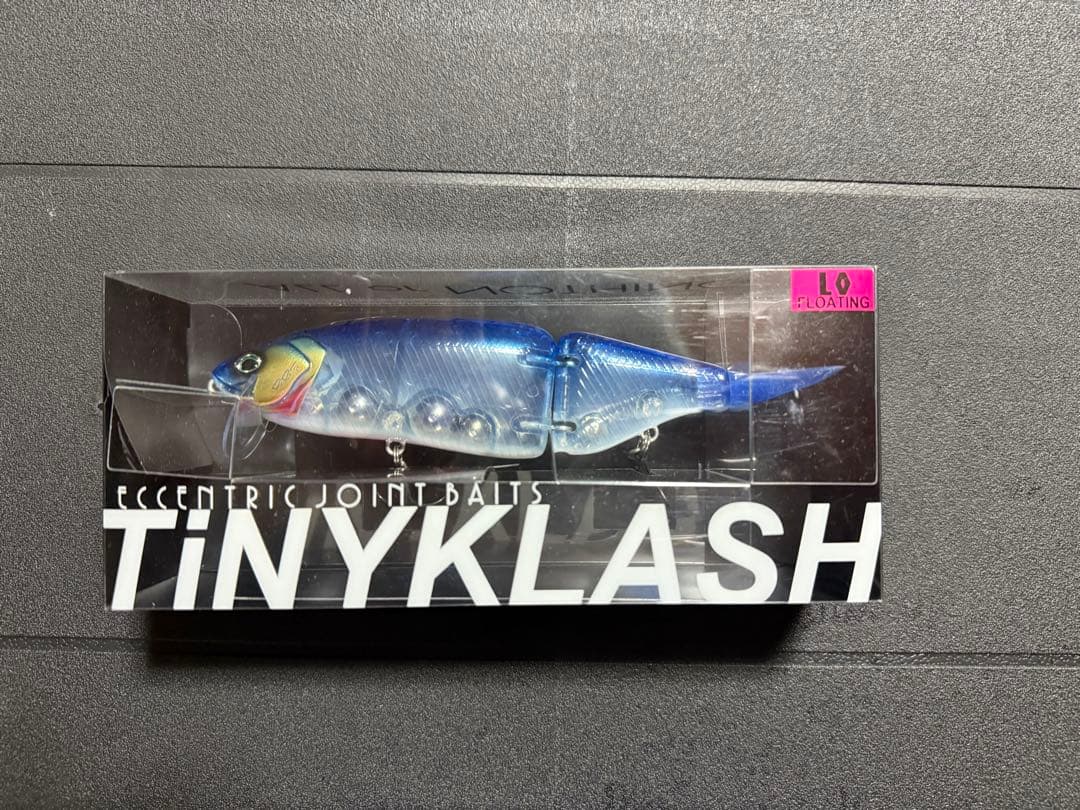 LO
FLOATING
ECCENTRIC JOINT BAITS
TiNYKLASH